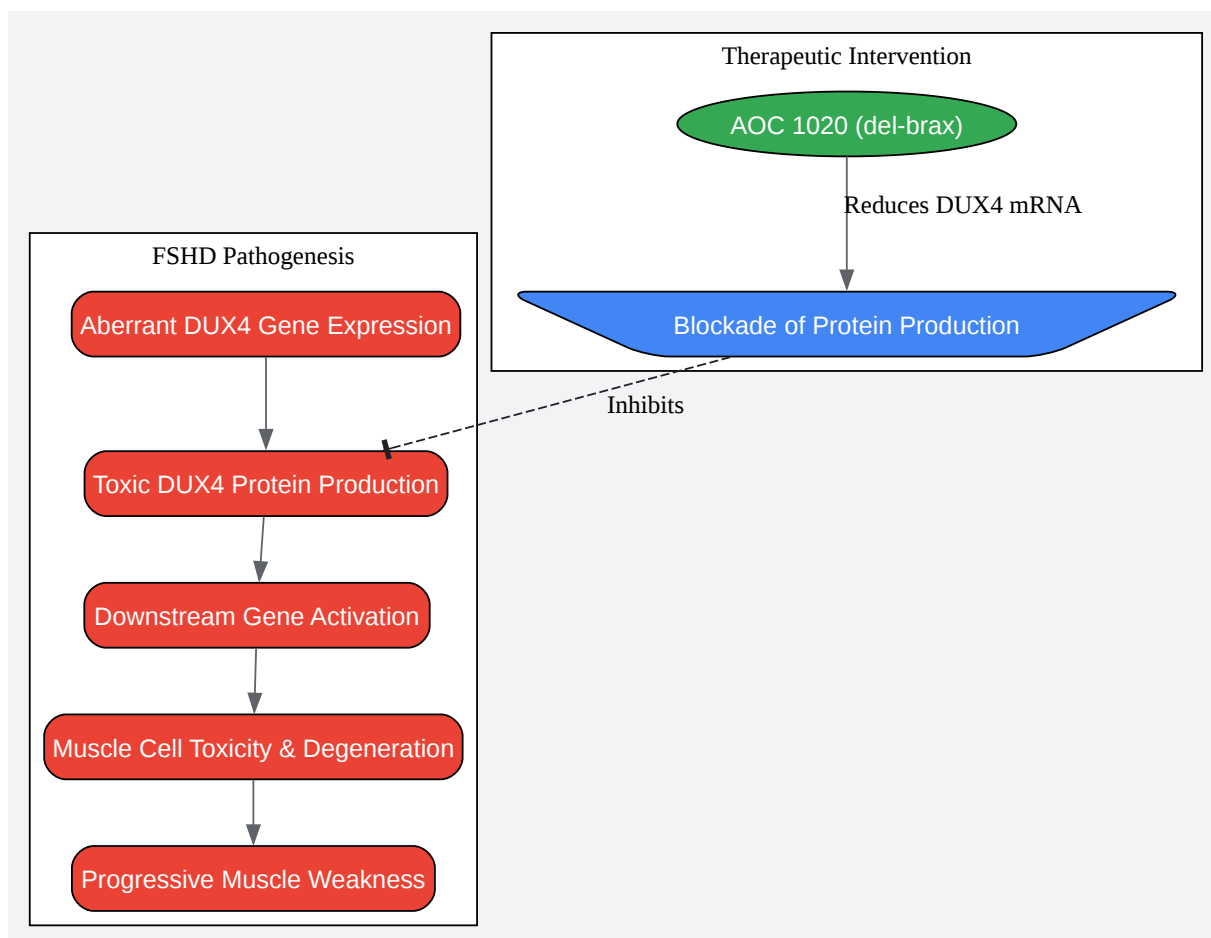 Therapeutic Intervention
AOC 1020 (del-brax)
Reduces DUX4 mRNA
Blockade of Protein Production
Inhibits
FSHD Pathogenesis
Aberrant DUX4 Gene Expression
Toxic DUX4 Protein Production
Downstream Gene Activation
Muscle Cell Toxicity & Degeneration
Progressive Muscle Weakness